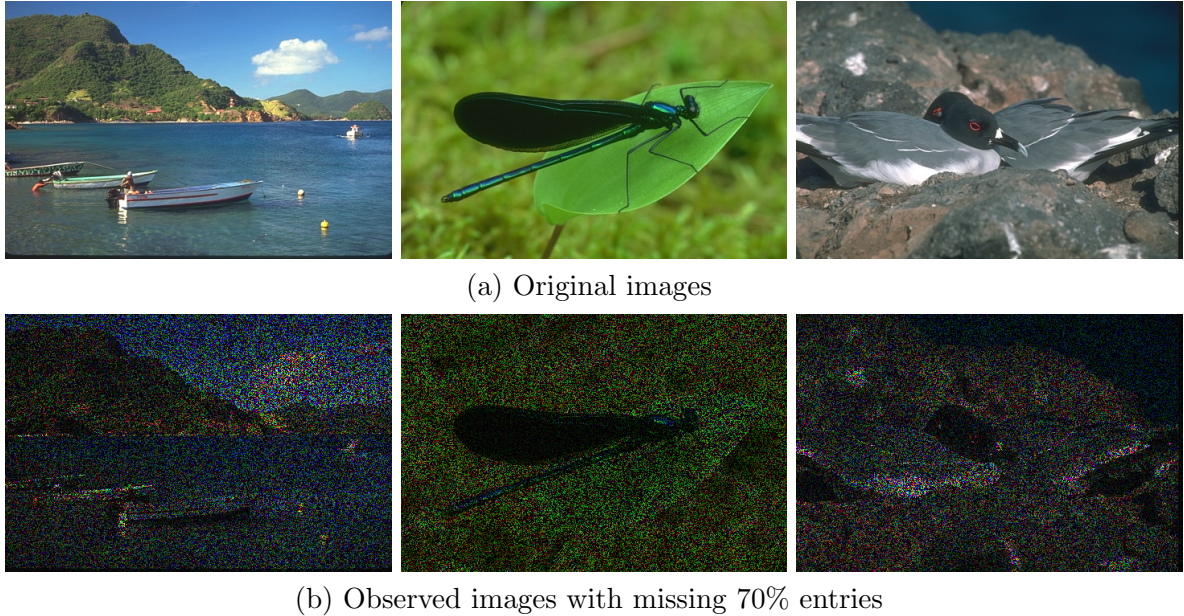 (a) Original images
(b) Observed images with missing 70% entries